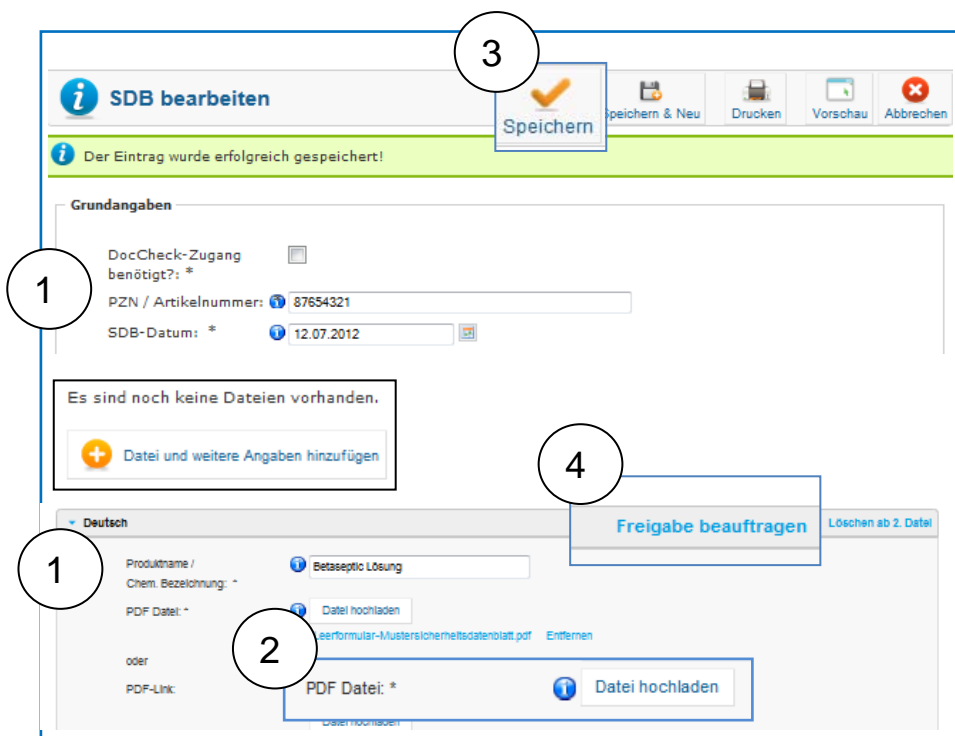 3
SDB bearbeiten
Speichern
Speichern & Neu
Drucken
Vorschau
Abbrechen
Der Eintrag wurde erfolgreich gespeichert!
Grundangaben
1
DocCheck-Zugang
benötigt?: *
PZN / Artikelnummer: 87654321
SDB-Datum: * 12.07.2012
Es sind noch keine Dateien vorhanden.
Datei und weitere Angaben hinzufügen
4
Deutsch
Freigabe beauftragen
Löschen ab 2. Datei
1
Produktname / Betaseptic Lösung
Chem. Bezeichnung: *
PDF Datei: * Datei hochladen
Leerformular-Mustersicherheitsdatenblatt.pdf Entfernen
2
oder
PDF-Link:
PDF Datei: * Datei hochladen
Datei hochladen